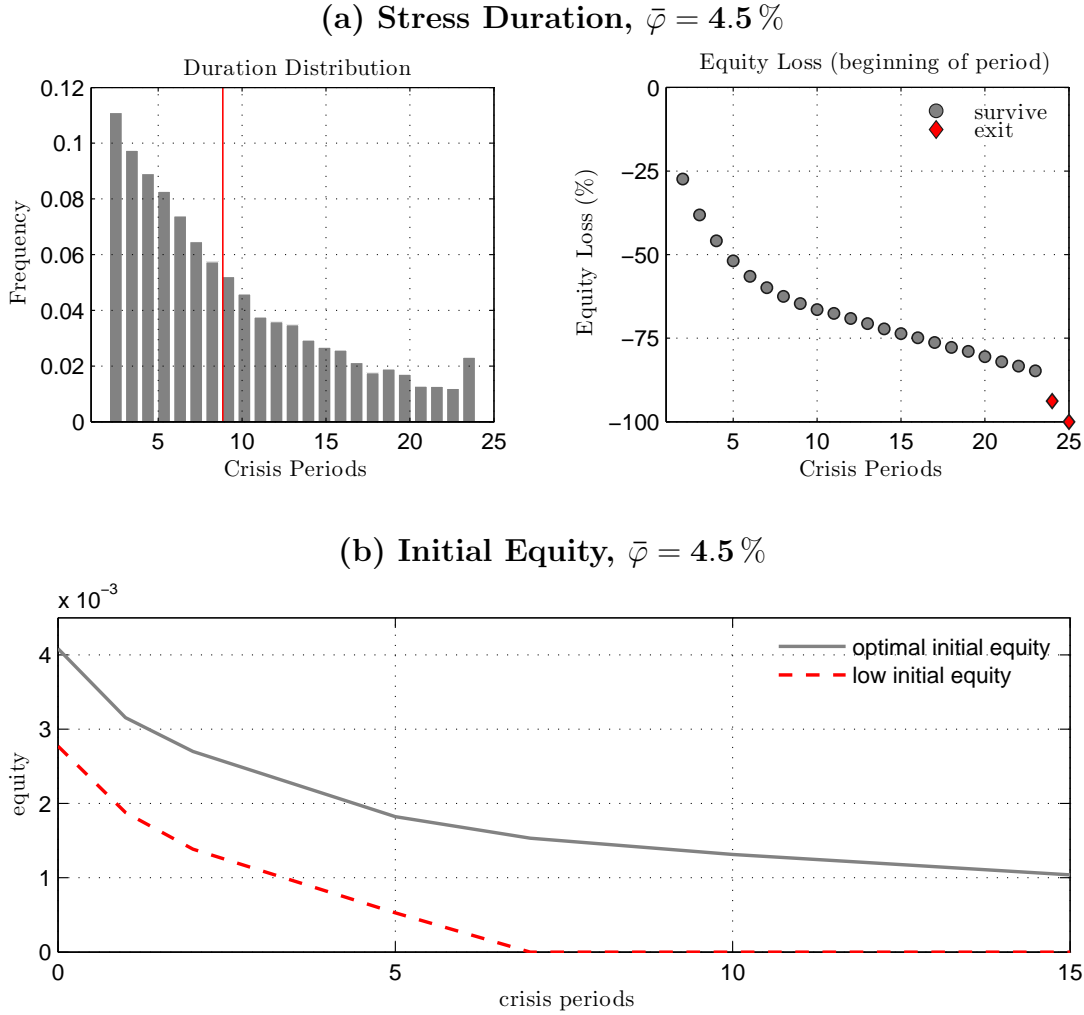 (a) Stress Duration, φ̄ = 4.5 %
Duration Distribution
0.12
0.1
0.08
0.06
0.04
0.02
0
Frequency
5
10
15
20
25
Crisis Periods
Equity Loss (beginning of period)
0
−25
−50
−75
−100
Equity Loss (%)
survive
exit
5
10
15
20
25
Crisis Periods
(b) Initial Equity, φ̄ = 4.5 %
x 10⁻³
4
3
2
1
0
equity
optimal initial equity
low initial equity
0
5
10
15
crisis periods